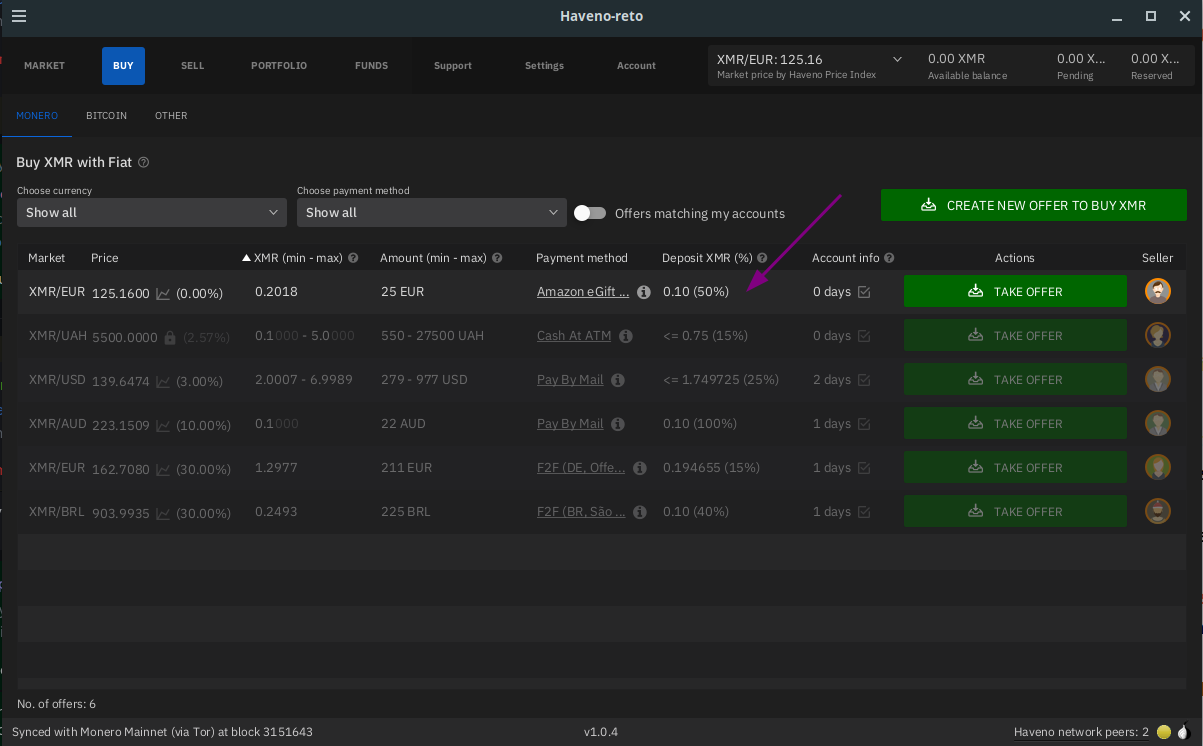 Haveno-reto
MARKET BUY SELL PORTFOLIO FUNDS Support Settings Account
XMR/EUR: 125.16 0.00 XMR 0.00 X... 0.00 X...
Market price by Haveno Price Index Available balance Pending Reserved
MONERO BITCOIN OTHER
Buy XMR with Fiat
Choose currency Choose payment method
Show all Show all Offers matching my accounts CREATE NEW OFFER TO BUY XMR
Market Price XMR (min - max) Amount (min - max) Payment method Deposit XMR (%) Account info Actions Seller
XMR/EUR 125.1600 (0.00%) 0.2018 25 EUR Amazon eGift ... 0.10 (50%) 0 days TAKE OFFER
XMR/UAH 5500.0000 (2.57%) 0.1000 - 5.0000 550 - 27500 UAH Cash At ATM <= 0.75 (15%) 0 days TAKE OFFER
XMR/USD 139.6474 (3.00%) 2.0007 - 6.9989 279 - 977 USD Pay By Mail <= 1.749725 (25%) 2 days TAKE OFFER
XMR/AUD 223.1509 (10.00%) 0.1000 22 AUD Pay By Mail 0.10 (100%) 1 days TAKE OFFER
XMR/EUR 162.7080 (30.00%) 1.2977 211 EUR F2F (DE, Offe... 0.194655 (15%) 1 days TAKE OFFER
XMR/BRL 903.9935 (30.00%) 0.2493 225 BRL F2F (BR, São ... 0.10 (40%) 1 days TAKE OFFER
No. of offers: 6
Synced with Monero Mainnet (via Tor) at block 3151643 v1.0.4 Haveno network peers: 2